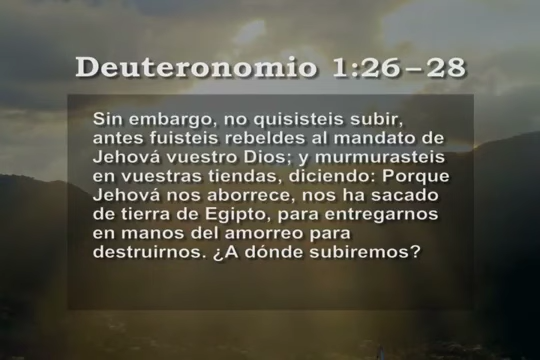 Deuteronomio 1:26–28
Sin embargo, no quisisteis subir,
antes fuisteis rebeldes al mandato de
Jehová vuestro Dios; y murmurasteis
en vuestras tiendas, diciendo: Porque
Jehová nos aborrece, nos ha sacado
de tierra de Egipto, para entregarnos
en manos del amorreo para
destruirnos. ¿A dónde subiremos?